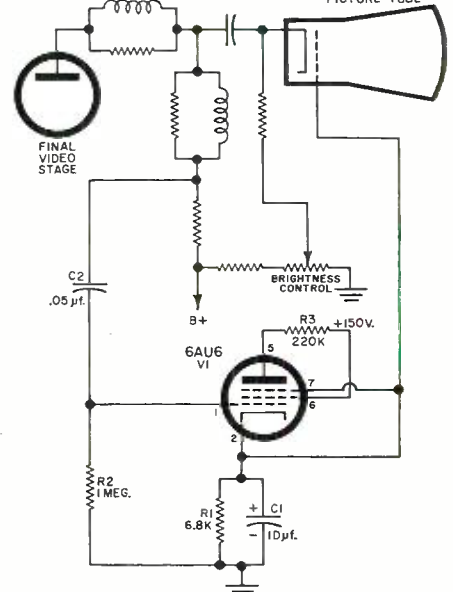 PICTURE TUBE
FINAL
VIDEO
STAGE
C2
.05 µf.
BRIGHTNESS
CONTROL
B+
R3
220K
+150V.
6AU6
V1
5
7
6
1
2
R2
1 MEG.
R1
6.8K
+
C1
-
10µf.